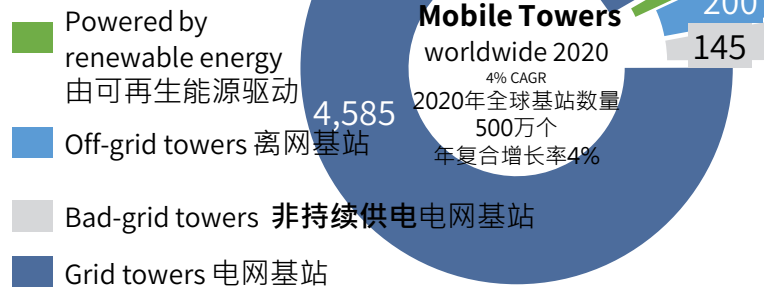 Powered by
renewable energy
由可再生能源驱动
Off-grid towers 离网基站
Bad-grid towers 非持续供电电网基站
Grid towers 电网基站
4,585
Mobile Towers
worldwide 2020
4% CAGR
2020年全球基站数量
500万个
年复合增长率4%
200
145